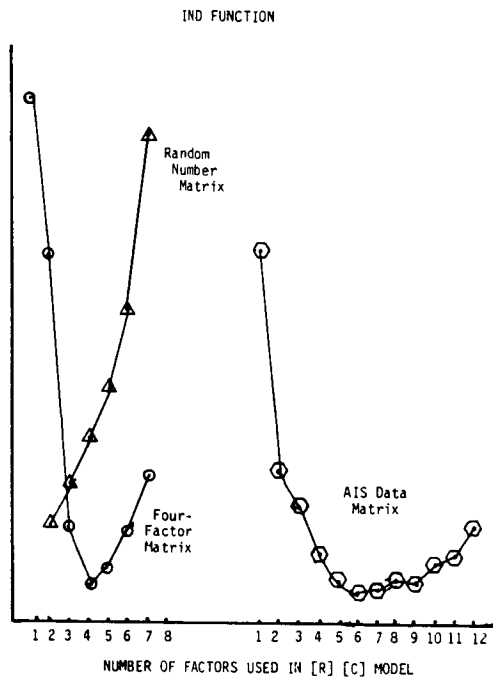 IND FUNCTION
Random
Number
Matrix
Four-
Factor
Matrix
AIS Data
Matrix
1 2 3 4 5 6 7 8
1 2 3 4 5 6 7 8 9 10 11 12
NUMBER OF FACTORS USED IN [R] [C] MODEL